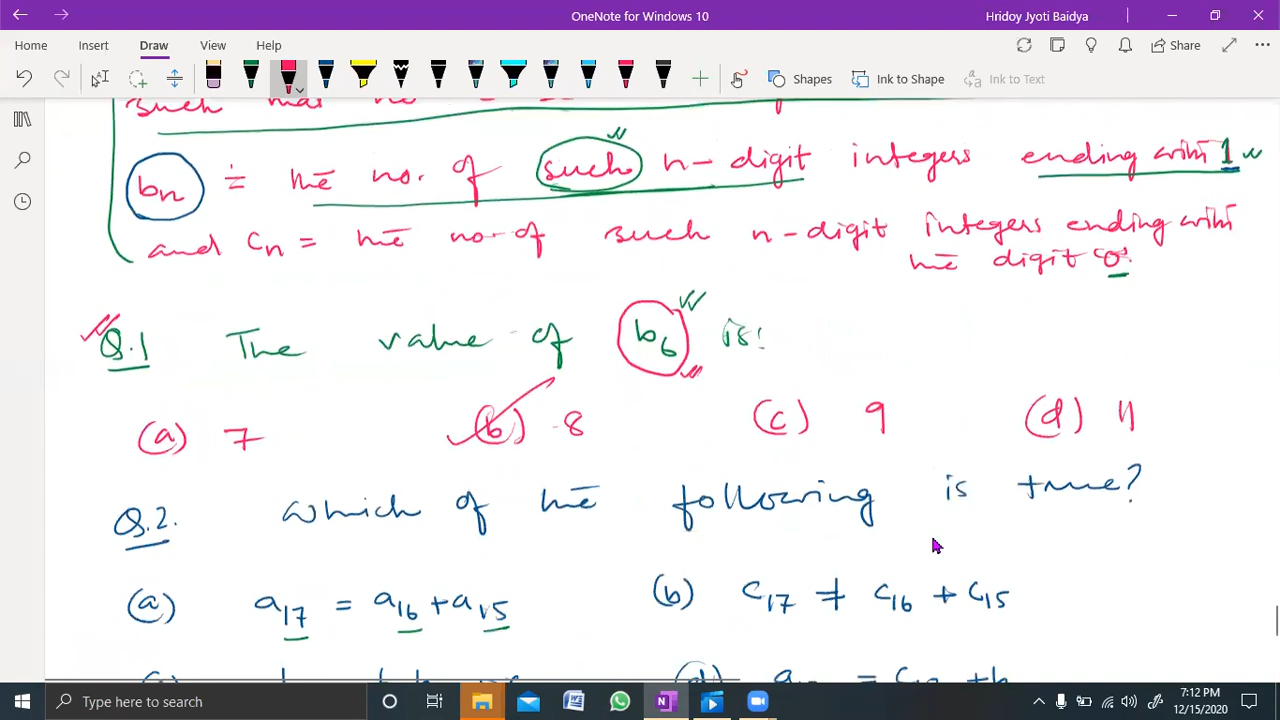 OneNote for Windows 10
Hridoy Jyoti Baidya
Home Insert Draw View Help
Share
Shapes
Ink to Shape
Ink to Text
such
bn = the no. of such n-digit integers ending with 1
and cn = the no. of such n-digit integers ending with
the digit 0.
Q.1 The value of b6 is:
(a) 7 (b) 8 (c) 9 (d) 11
Q.2. which of the following is true?
(a) a17 = a16 + a15 (b) c17 ≠ c16 + c15
Type here to search
7:12 PM
12/15/2020